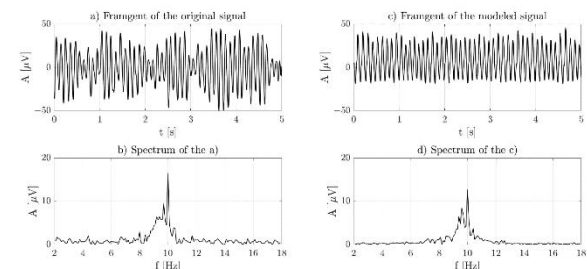 a) Framgent of the original signal
50
0
−50
A [μV]
0 1 2 3 4 5
t [s]
c) Framgent of the modeled signal
50
0
−50
A [μV]
0 1 2 3 4 5
t [s]
b) Spectrum of the a)
20
10
0
A [μV]
2 4 6 8 10 12 14 16 18
f [Hz]
d) Spectrum of the c)
20
10
0
A [μV]
2 4 6 8 10 12 14 16 18
f [Hz]